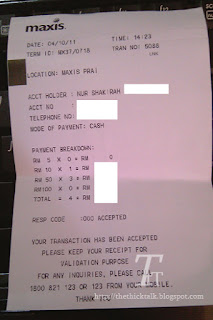 maxis
DATE: 04/10/11 TIME: 14:23
TERM ID: MK37/0718 TRAN NO: 5028
LOCATION: MAXIS PRAI
ACCT HOLDER : NUR SHAKIRAH
ACCT NO :
TELEPHONE NO:
MODE OF PAYMENT: CASH
PAYMENT BREAKDOWN:
RM 5 X 0 = RM 0
RM 10 X 1 = RM
RM 50 X 3 = RM
RM100 X 0 = RM
TOTAL = 4 = RM
RESP CODE :000 ACCEPTED
YOUR TRANSACTION HAS BEEN ACCEPTED
PLEASE KEEP YOUR RECEIPT FOR
VALIDATION PURPOSE
FOR ANY INQUIRIES, PLEASE CALL
1800 821 123 OR 123 FROM YOUR MOBILE.
THANK YOU
http://thethicktalk.blogspot.com